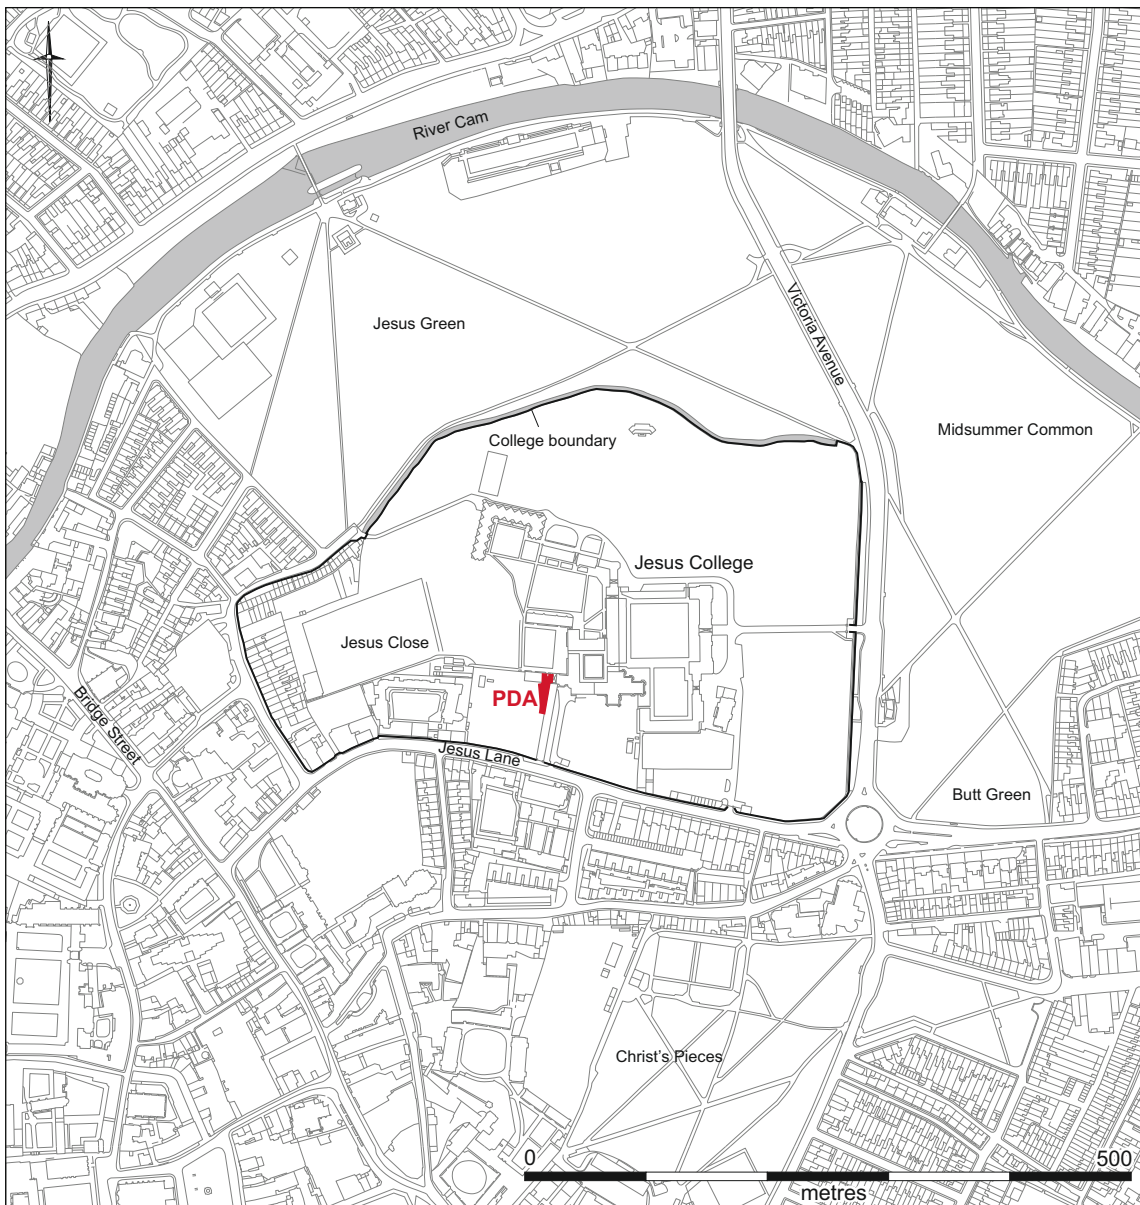 River Cam
Jesus Green
Victoria Avenue
College boundary
Midsummer Common
Jesus College
Jesus Close
PDA
Bridge Street
Jesus Lane
Butt Green
Christ's Pieces
0
500
metres